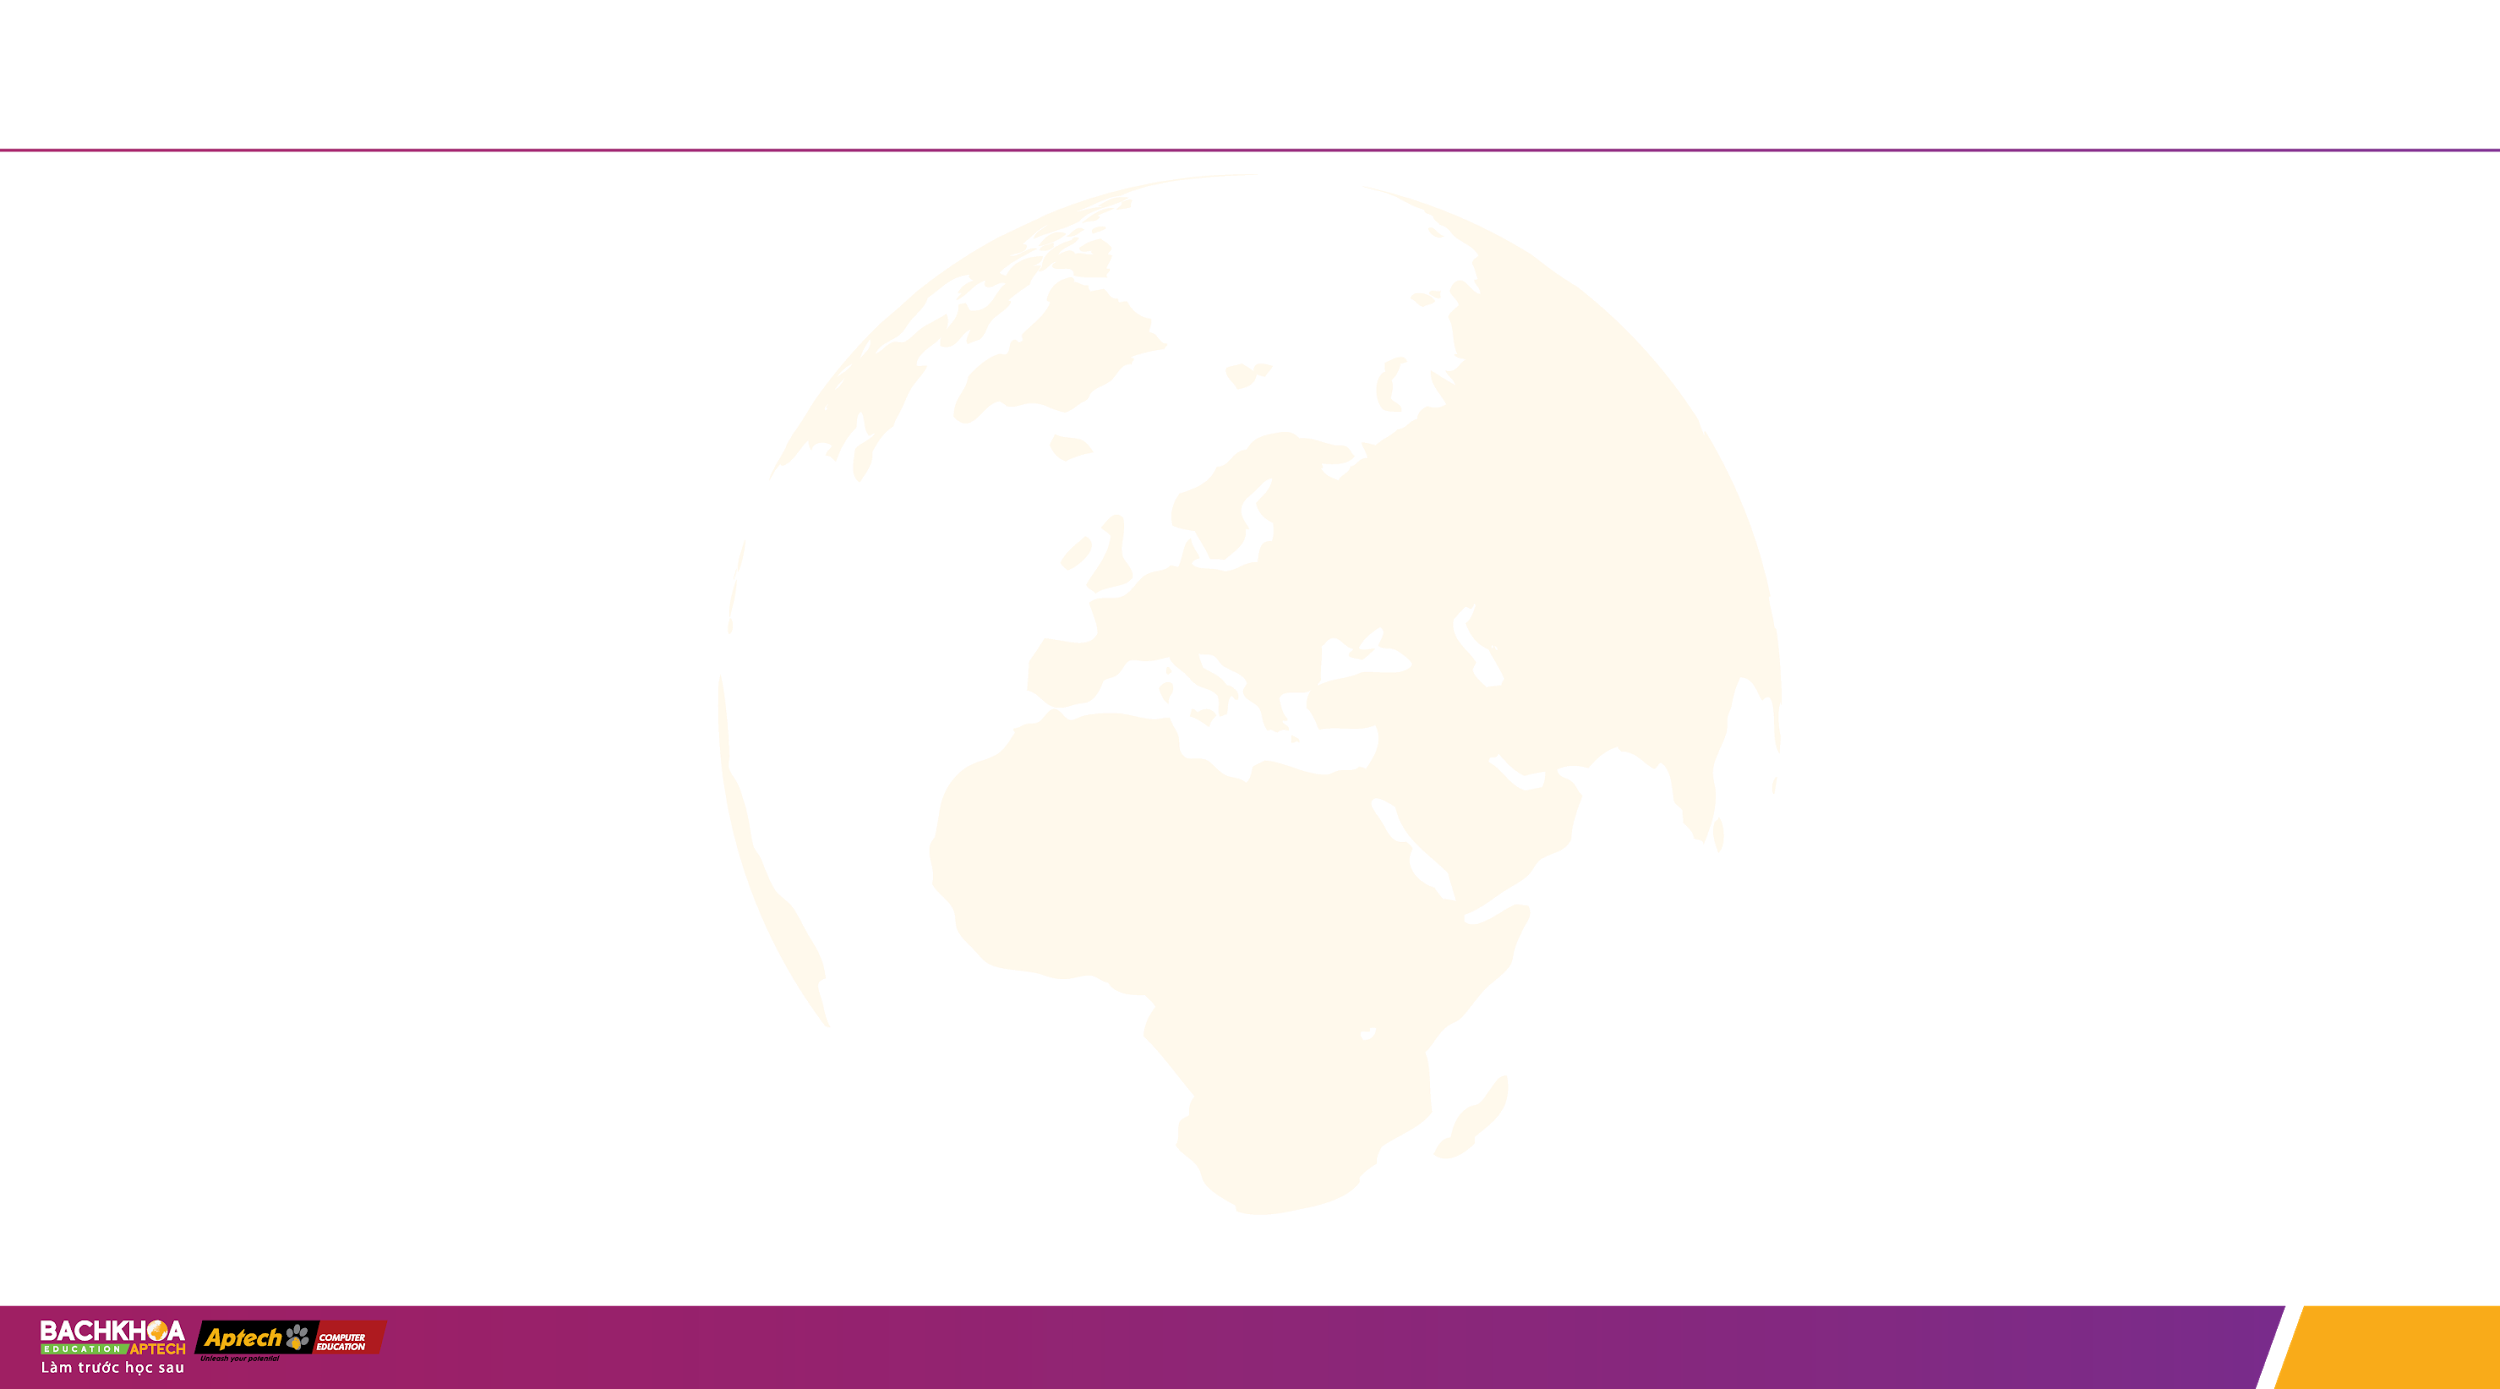 BACHKHOA
EDUCATION APTECH
Làm trước học sau
Aptech
COMPUTER
EDUCATION
Unleash your potential